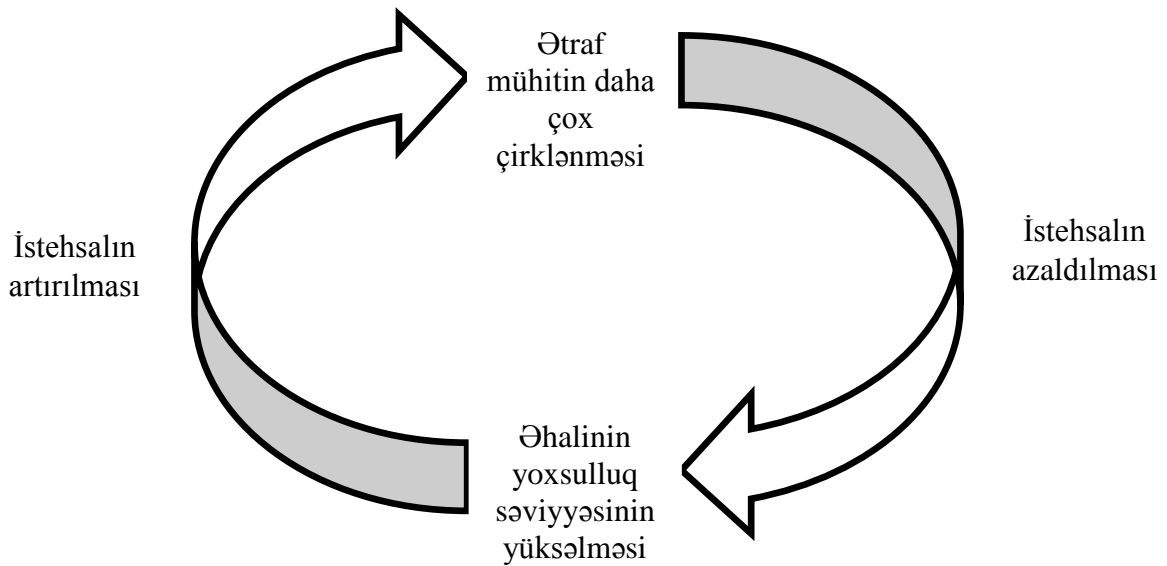 Ətraf
mühitin daha
çox
çirklənməsi
İstehsalın
artırılması
İstehsalın
azaldılması
Əhalinin
yoxsulluq
səviyyəsinin
yüksəlməsi